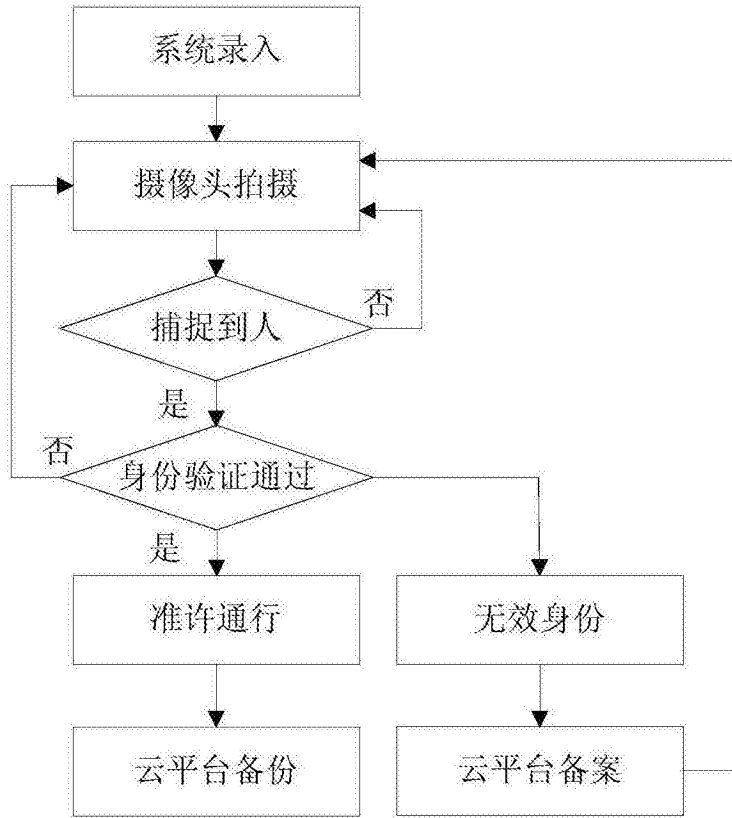 系统录入
摄像头拍摄
捕捉到人
否
是
否
身份验证通过
是
准许通行
无效身份
云平台备份
云平台备案